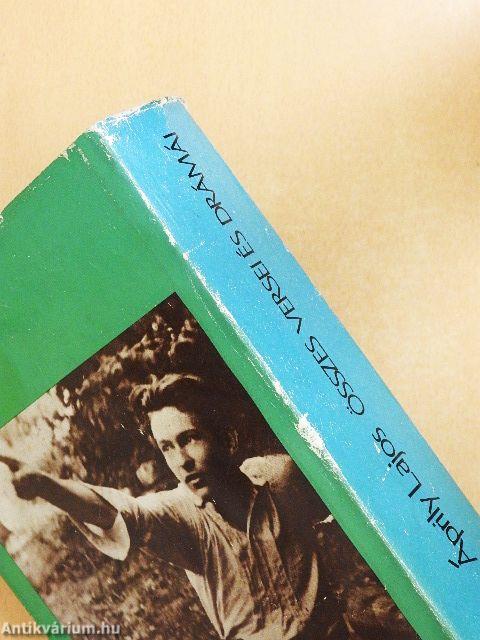 Áprily Lajos ÖSSZES VERSEI ÉS DRÁMÁI
Antikvárium.hu